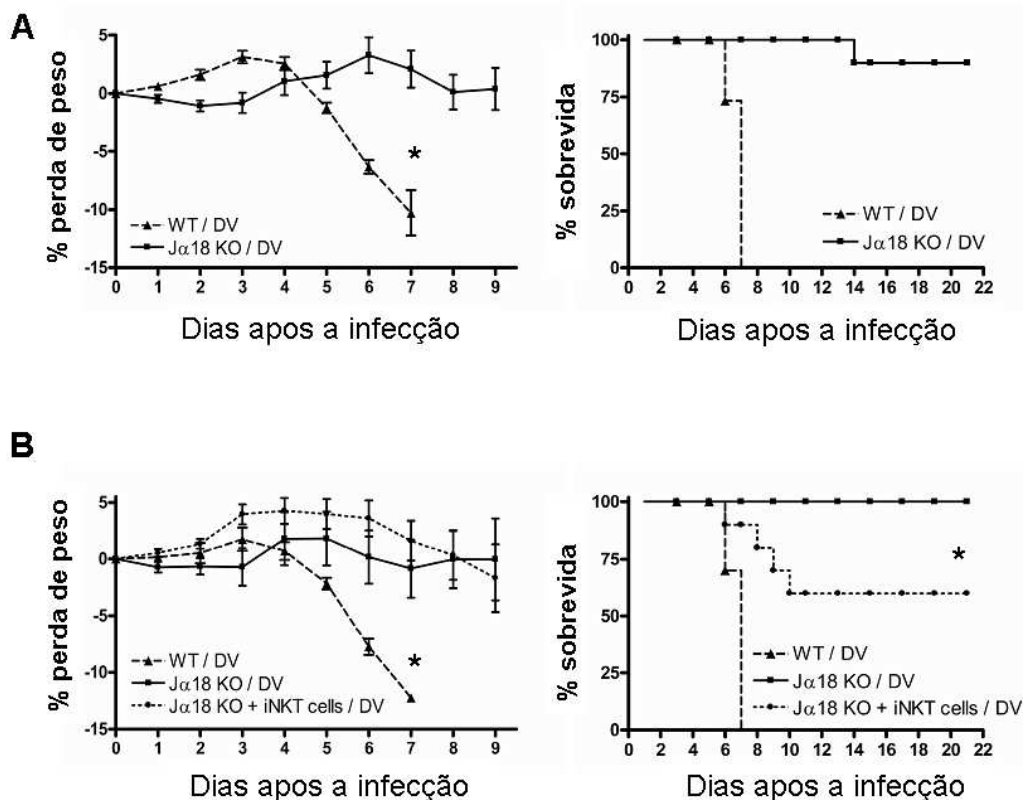 A
% perda de peso
5
0
-5
-10
-15
WT / DV
Jα18 KO / DV
0 1 2 3 4 5 6 7 8 9
Dias apos a infecção
*
% sobrevida
100
75
50
25
0
WT / DV
Jα18 KO / DV
0 2 4 6 8 10 12 14 16 18 20 22
Dias apos a infecção
B
% perda de peso
5
0
-5
-10
-15
WT / DV
Jα18 KO / DV
Jα18 KO + iNKT cells / DV
0 1 2 3 4 5 6 7 8 9
Dias apos a infecção
*
% sobrevida
100
75
50
25
0
*
WT / DV
Jα18 KO / DV
Jα18 KO + iNKT cells / DV
0 2 4 6 8 10 12 14 16 18 20 22
Dias apos a infecção